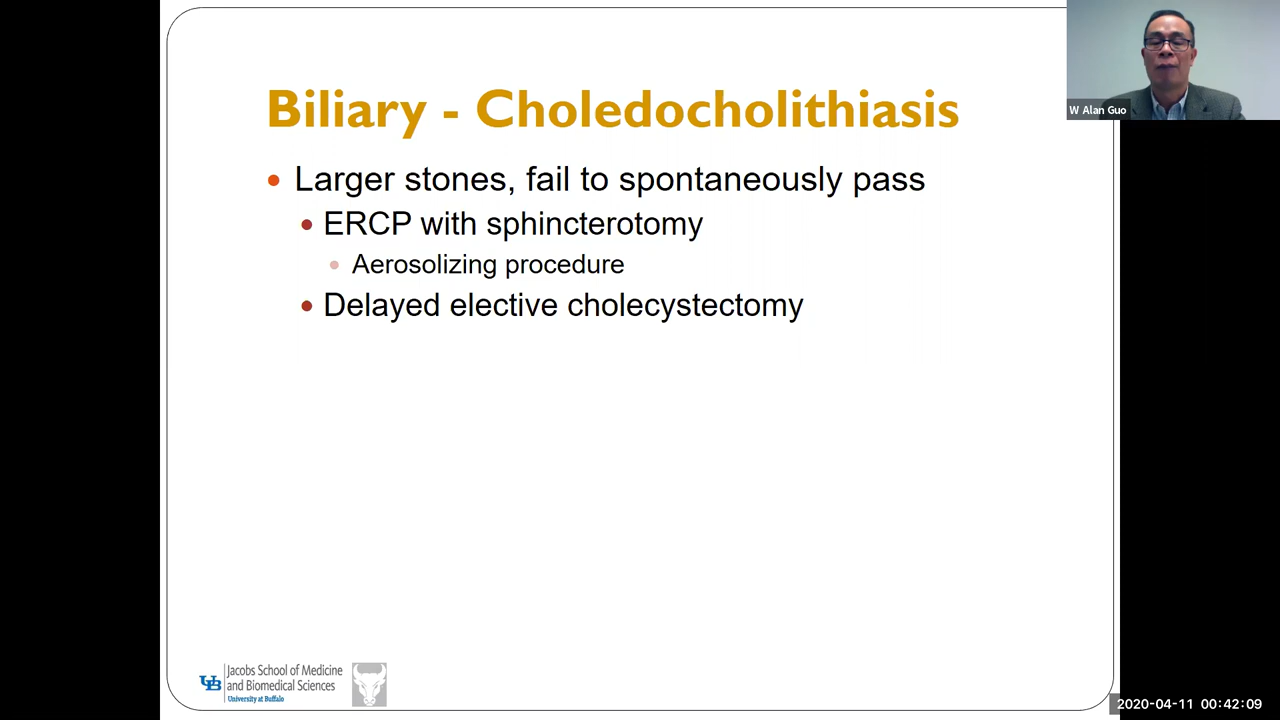 W Alan Guo
Biliary - Choledocholithiasis
Larger stones, fail to spontaneously pass
ERCP with sphincterotomy
Aerosolizing procedure
Delayed elective cholecystectomy
UB
Jacobs School of Medicine
and Biomedical Sciences
University at Buffalo
2020-04-11 00:42:09